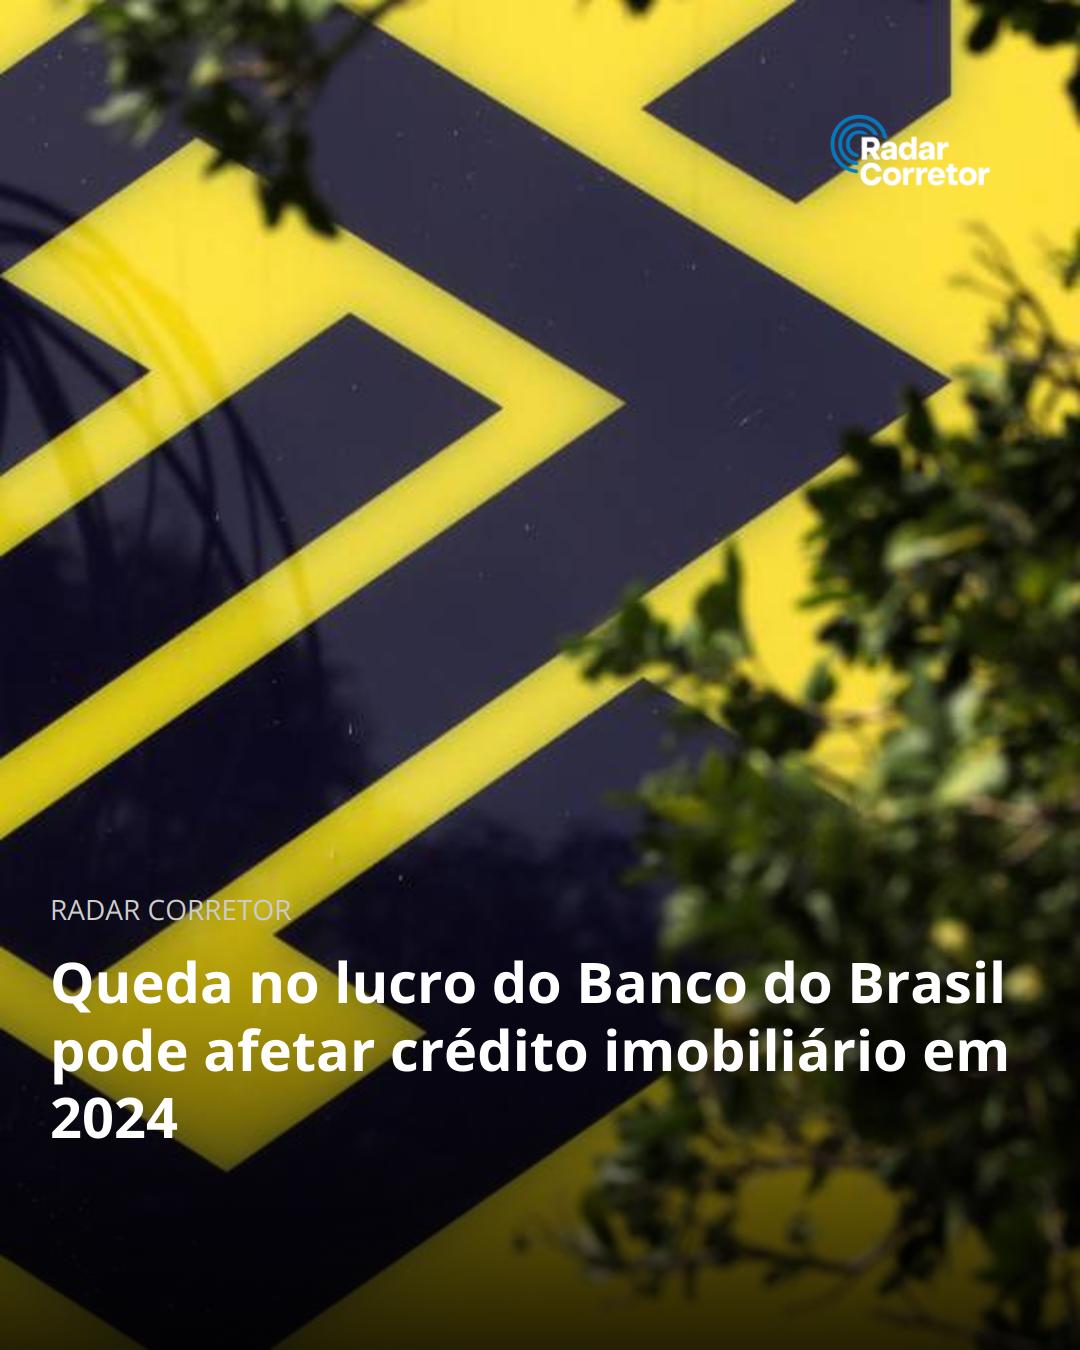 Radar
Corretor
RADAR CORRETOR
Queda no lucro do Banco do Brasil
pode afetar crédito imobiliário em
2024